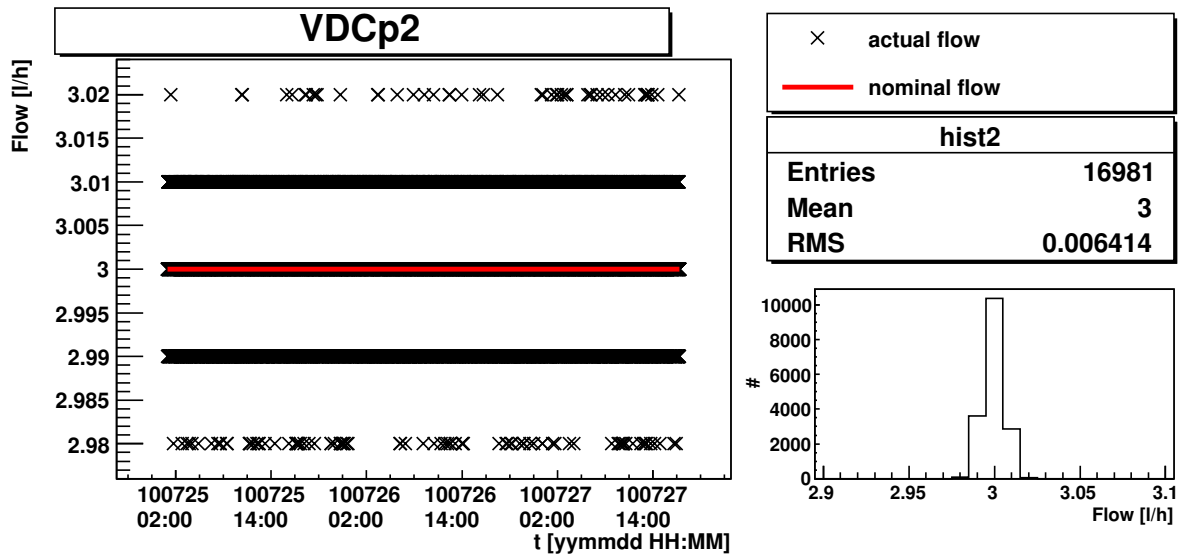 VDCp2
Flow [l/h]
3.02
3.015
3.01
3.005
3
2.995
2.99
2.985
2.98
100725 100725 100726 100726 100727 100727
02:00 14:00 02:00 14:00 02:00 14:00
t [yymmdd HH:MM]
actual flow
nominal flow
hist2
Entries 16981
Mean 3
RMS 0.006414
#
10000
8000
6000
4000
2000
0
2.9 2.95 3 3.05 3.1
Flow [l/h]